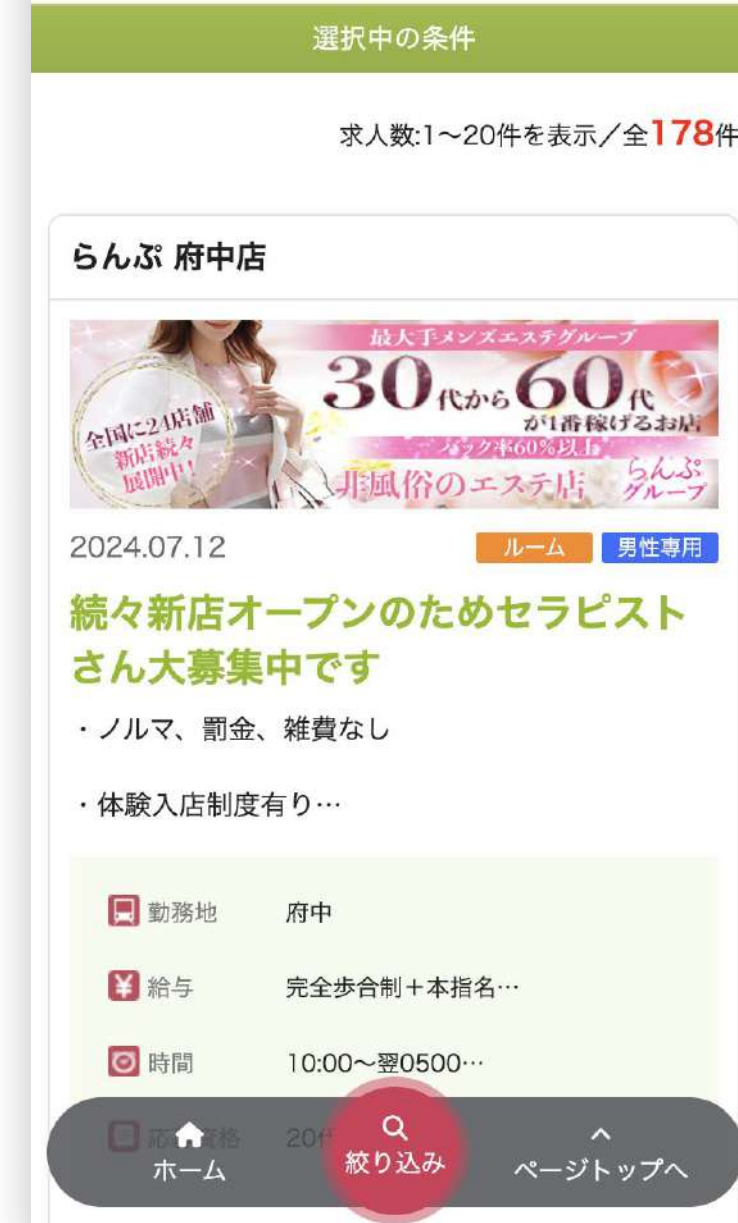 選択中の条件
求人数:1〜20件を表示／全178件
らんぷ 府中店
最大手メンズエステグループ
30代から60代
が1番稼げるお店
全国に24店舗
新店続々
展開中!
バック率60%以上
非風俗のエステ店
らんぷ
グループ
2024.07.12
ルーム
男性専用
続々新店オープンのためセラピスト
さん大募集中です
・ノルマ、罰金、雑費なし
・体験入店制度有り…
勤務地 府中
給与 完全歩合制＋本指名…
時間 10:00〜翌0500…
資格 20
ホーム
絞り込み
ページトップへ